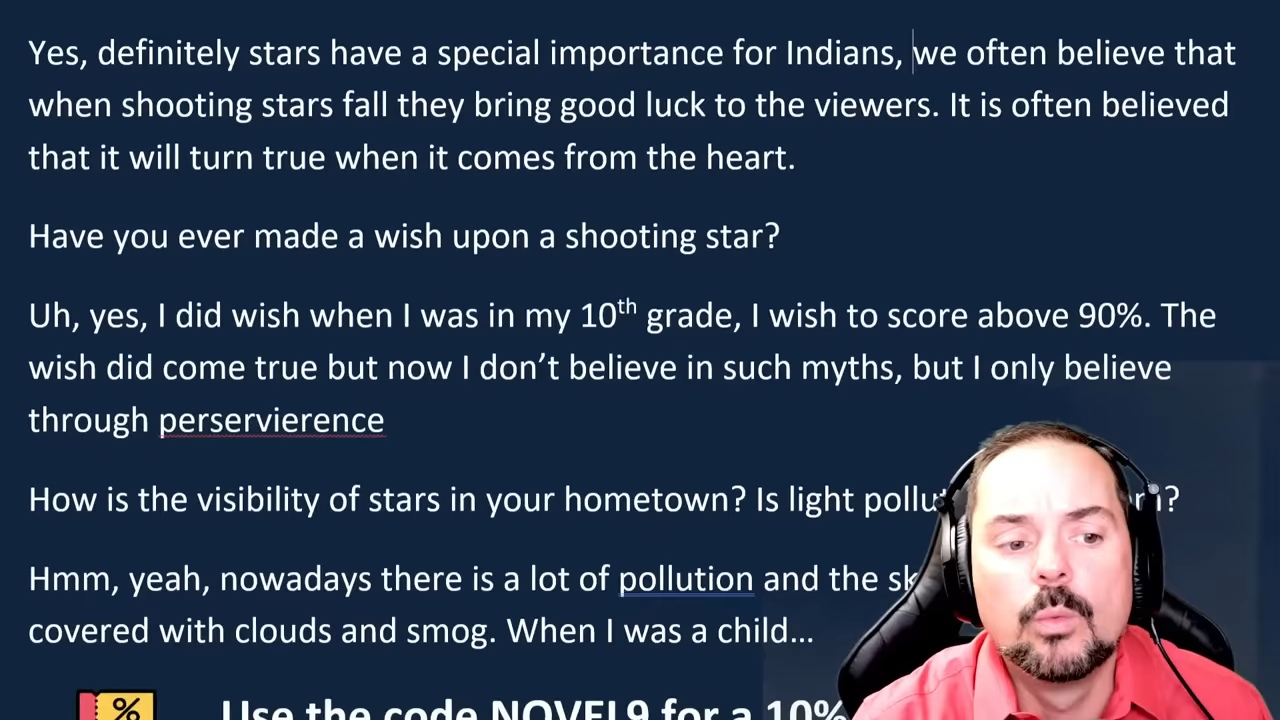 Yes, definitely stars have a special importance for Indians, we often believe that
when shooting stars fall they bring good luck to the viewers. It is often believed
that it will turn true when it comes from the heart.
Have you ever made a wish upon a shooting star?
Uh, yes, I did wish when I was in my 10th grade, I wish to score above 90%. The
wish did come true but now I don't believe in such myths, but I only believe
through perservierence
How is the visibility of stars in your hometown? Is light
Hmm, yeah, nowadays there is a lot of pollution and the
covered with clouds and smog. When I was a child…
%
Use the code NOVEL9 for a 10%